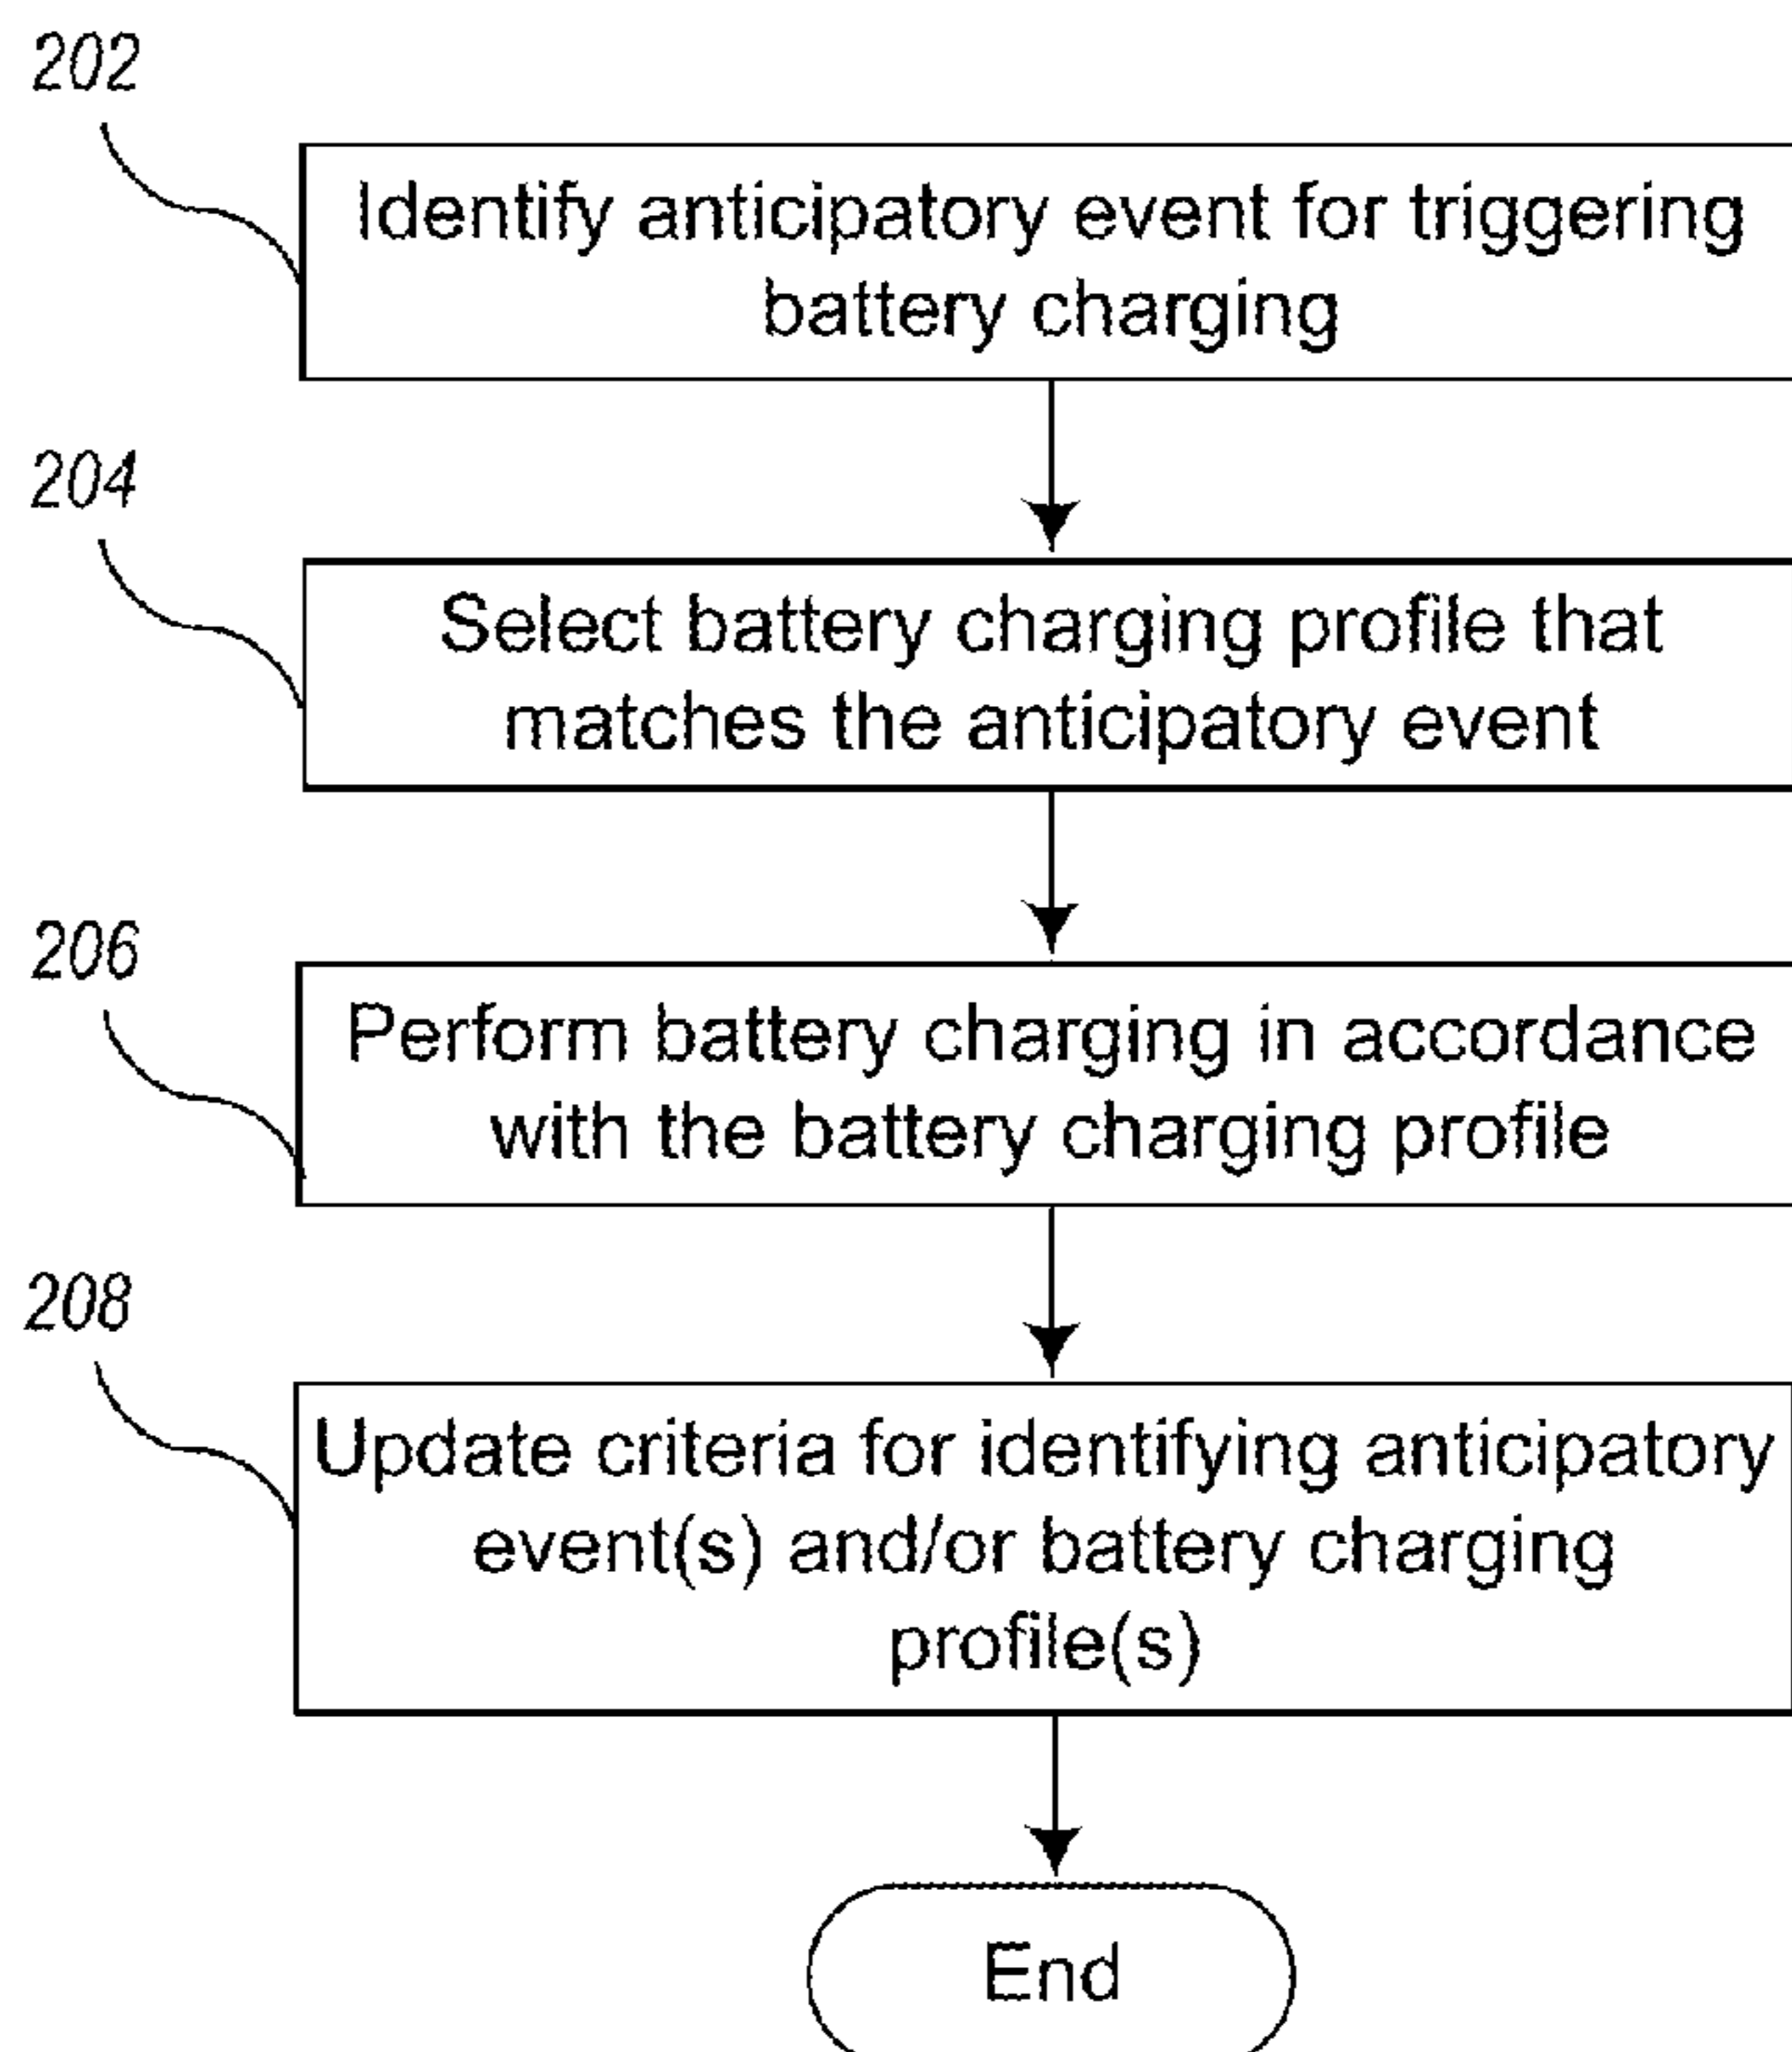 202
Identify anticipatory event for triggering
battery charging
204
Select battery charging profile that
matches the anticipatory event
206
Perform battery charging in accordance
with the battery charging profile
208
Update criteria for identifying anticipatory
event(s) and/or battery charging
profile(s)
End